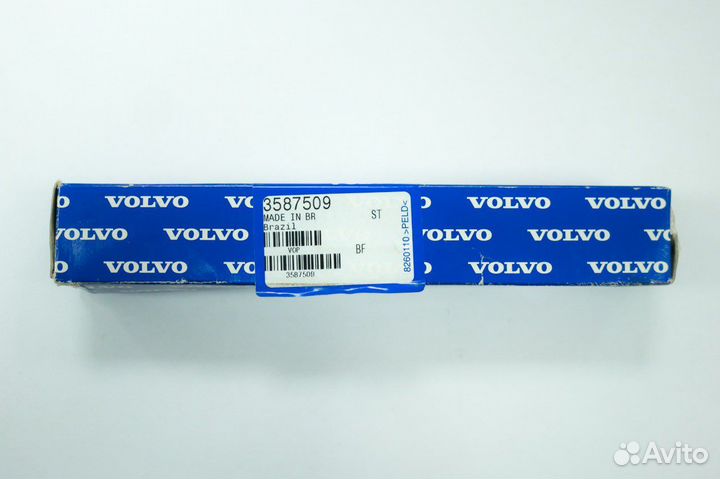 VOLVO VOLVO VOLVO VOLVO
VOLVO VOLVO VOLVO
VO VOLVO VOLVO VOLVO VOLVO
3587509
MADE IN BR
Brazil
ST
VOP
BF
3587509
8260110 >PELD<
Avito